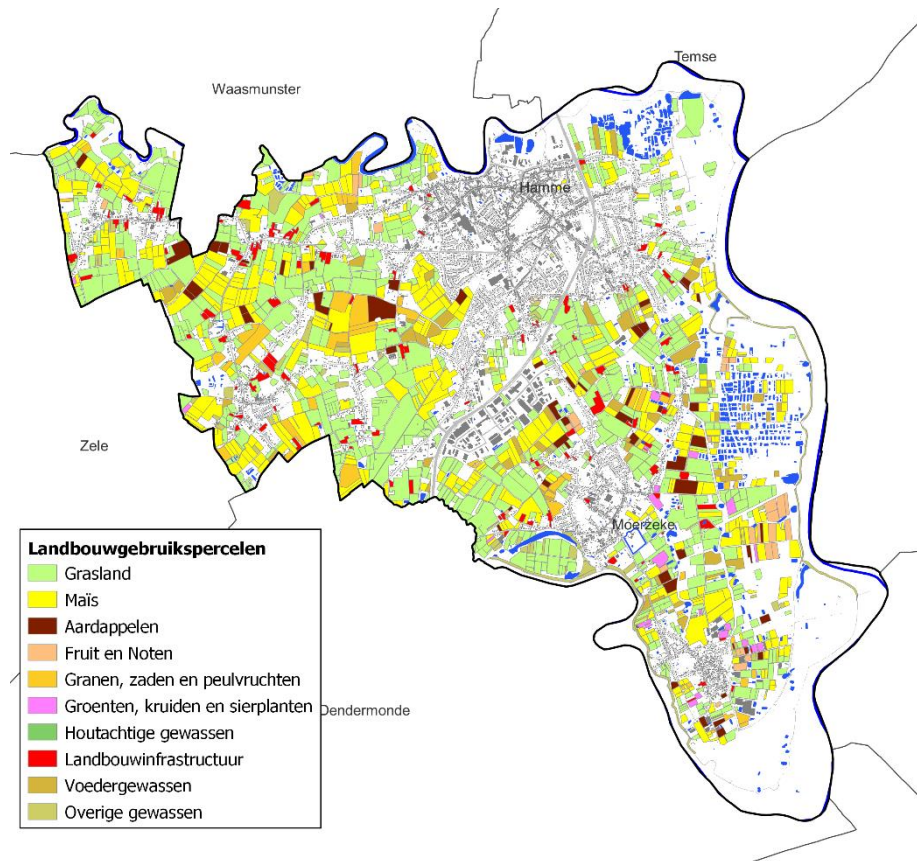 Temse
Waasmunster
Hamme
Zele
Moerzeke
Dendermonde
Landbouwgebruikspercelen
Grasland
Maïs
Aardappelen
Fruit en Noten
Granen, zaden en peulvruchten
Groenten, kruiden en sierplanten
Houtachtige gewassen
Landbouwinfrastructuur
Voedergewassen
Overige gewassen